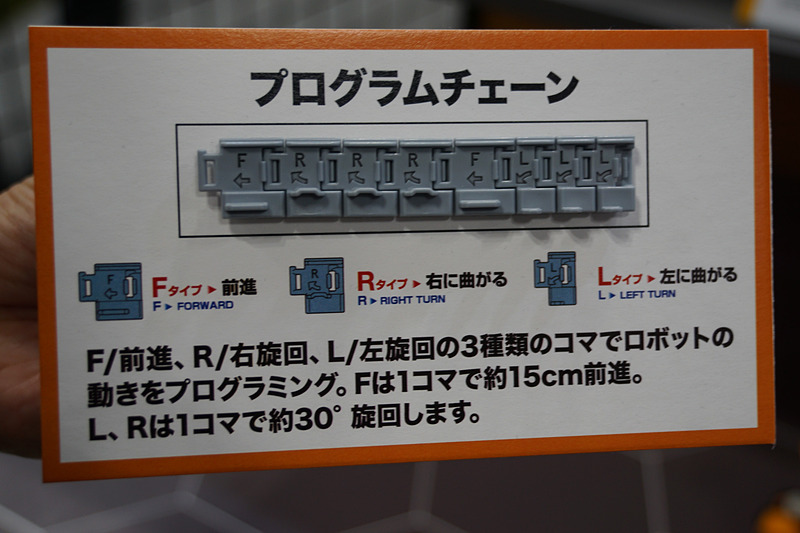 プログラムチェーン
F R R R F L L L
F Fタイプ ▶ 前進
F ▶ FORWARD
R Rタイプ ▶ 右に曲がる
R ▶ RIGHT TURN
L Lタイプ ▶ 左に曲がる
L ▶ LEFT TURN
F/前進、R/右旋回、L/左旋回の3種類のコマでロボットの
動きをプログラミング。Fは1コマで約15cm前進。
L、Rは1コマで約30°旋回します。